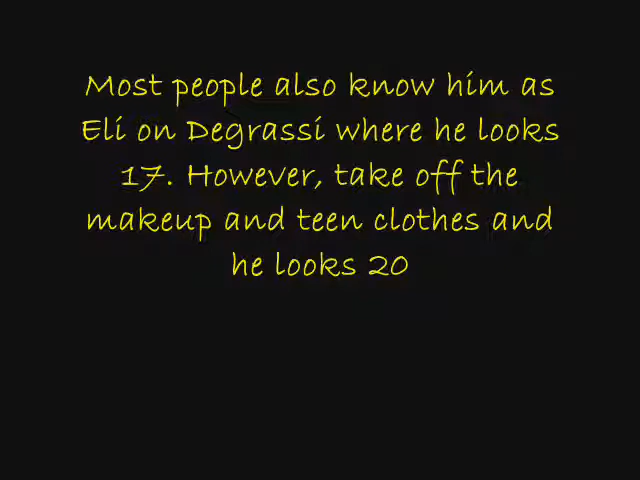 Most people also know him as
Eli on Degrassi where he looks
17. However, take off the
makeup and teen clothes and
he looks 20